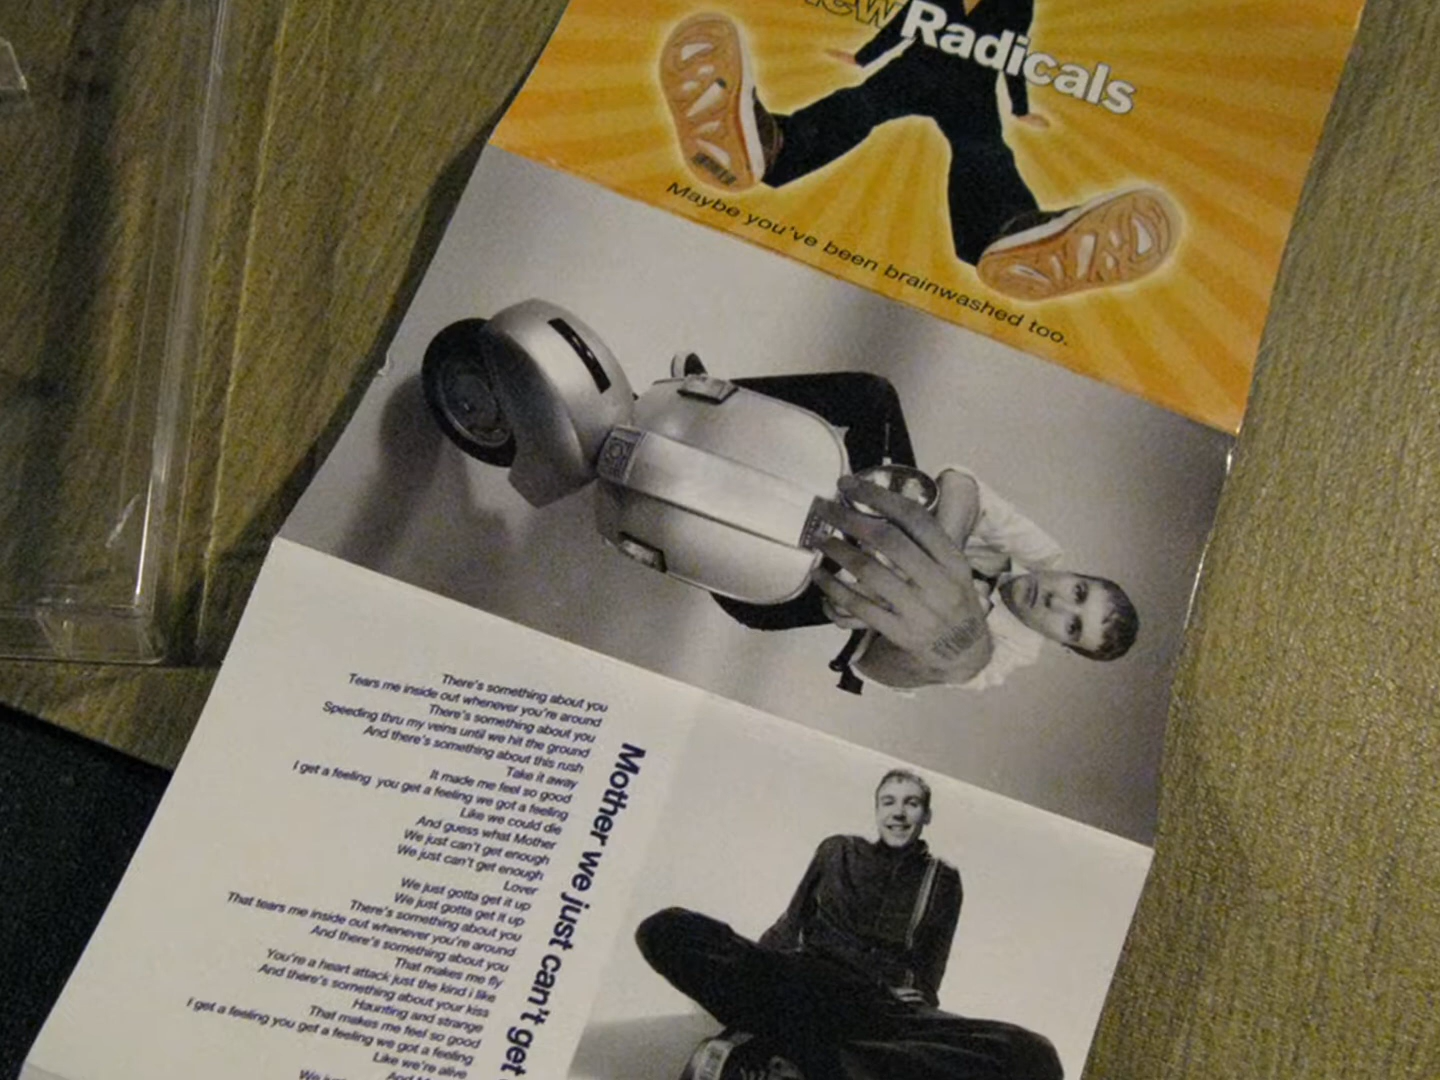 New Radicals
Maybe you've been brainwashed too.
Mother we just can't get
There's something about you
Tears me inside out whenever you're around
There's something about you
Speeding thru my veins until we hit the ground
And there's something about this rush
Take it away
It made me feel so good
I get a feeling you get a feeling we got a feeling
Like we could die
And guess what Mother
We just can't get enough
We just can't get enough
Lover
We just gotta get it up
We just gotta get it up
There's something about you
That tears me inside out whenever you're around
And there's something about you
That makes me fly
You're a heart attack just the kind i like
And there's something about your kiss
Haunting and strange
That makes me feel so good
I get a feeling you get a feeling we got a feeling
Like we're alive
And
We